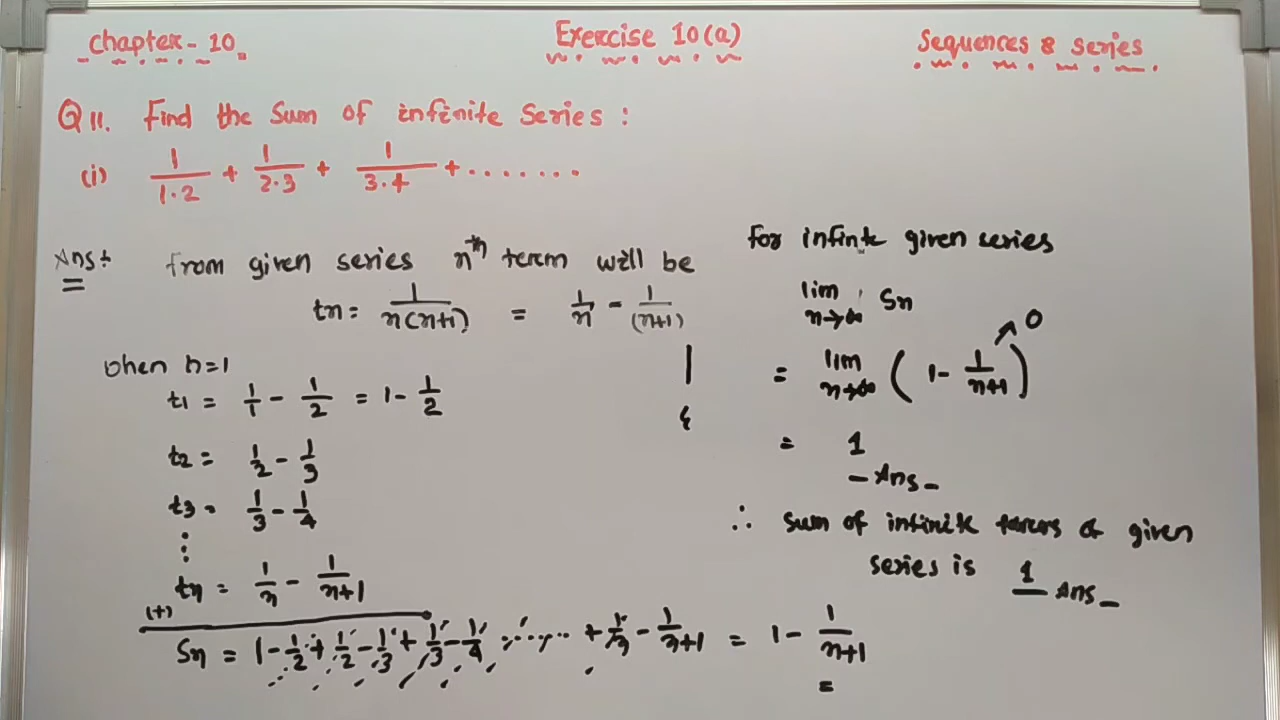 Chapter-10.
Exercise 10(a)
Sequences & series
Q11. Find the Sum of infinite Series :
(i) 1/1·2 + 1/2·3 + 1/3·4 + .......
Ans:
from given series nth term will be
tn = 1/n(n+1) = 1/n - 1/(n+1)
when n=1
t1 = 1/1 - 1/2 = 1 - 1/2
t2 = 1/2 - 1/3
t3 = 1/3 - 1/4
⋮
tn = 1/n - 1/n+1
(+)
Sn = 1 - 1/2 + 1/2 - 1/3 + 1/3 - 1/4 ...... + 1/n - 1/n+1 = 1 - 1/n+1
For infinte given series
lim n→∞ Sn
= lim n→∞ (1 - 1/n+1) 0
= 1
- Ans -
∴ sum of infinite terms of given
series is 1 Ans -